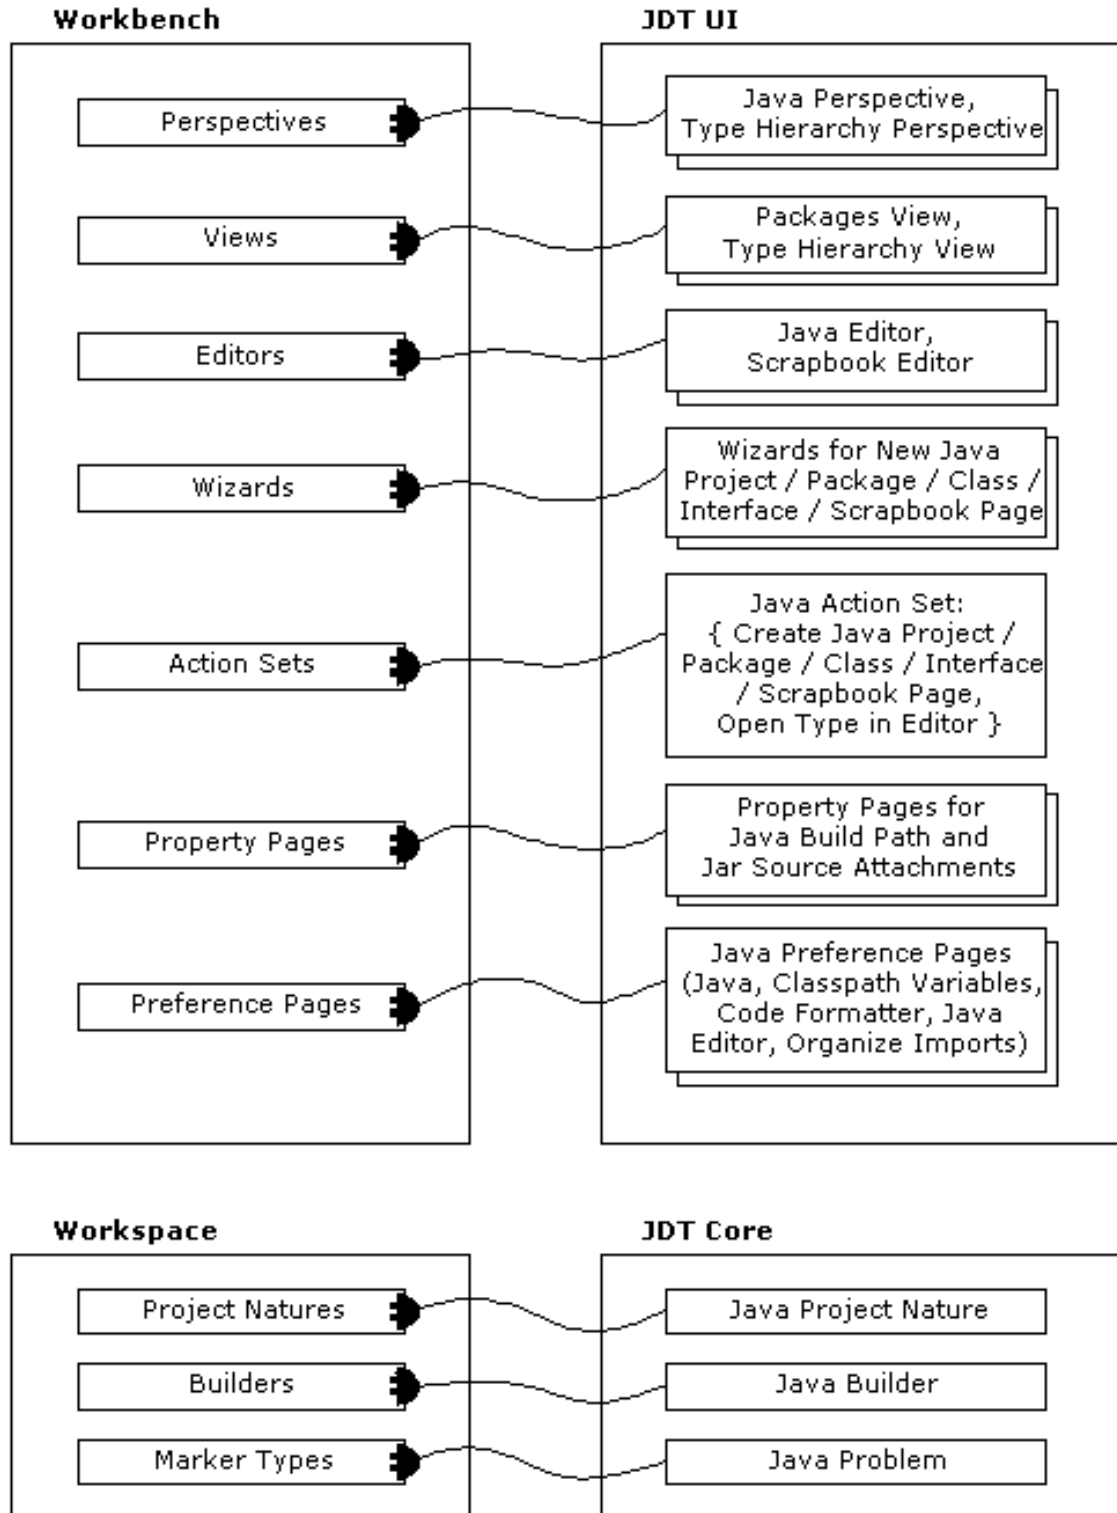 Workbench
JDT UI
Perspectives
Java Perspective,
Type Hierarchy Perspective
Views
Packages View,
Type Hierarchy View
Editors
Java Editor,
Scrapbook Editor
Wizards
Wizards for New Java
Project / Package / Class /
Interface / Scrapbook Page
Action Sets
Java Action Set:
{ Create Java Project /
Package / Class / Interface
/ Scrapbook Page,
Open Type in Editor }
Property Pages
Property Pages for
Java Build Path and
Jar Source Attachments
Preference Pages
Java Preference Pages
(Java, Classpath Variables,
Code Formatter, Java
Editor, Organize Imports)
Workspace
JDT Core
Project Natures
Java Project Nature
Builders
Java Builder
Marker Types
Java Problem